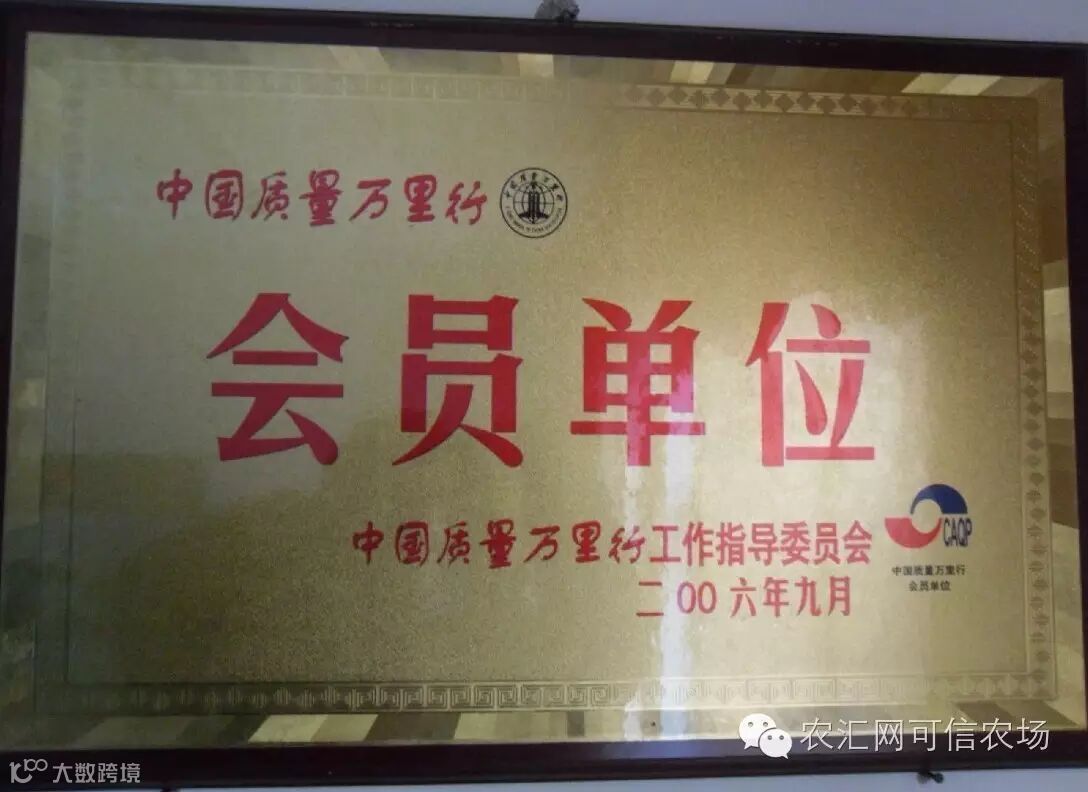 中国质量万里行
会员单位
中国质量万里行工作指导委员会
二00六年九月
CAQP
中国质量万里行
会员单位
农汇网可信农场
大数跨境